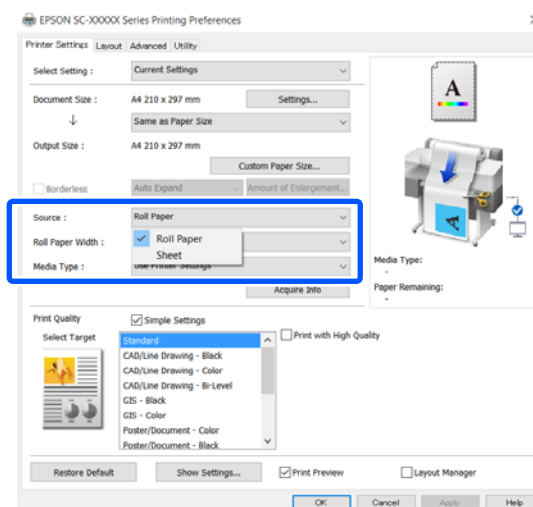 EPSON SC-XXXXX Series Printing Preferences
Printer Settings Layout Advanced Utility
Select Setting : Current Settings
Document Size : A4 210 x 297 mm Settings...
Same as Paper Size
Output Size : A4 210 x 297 mm
Custom Paper Size...
Borderless Auto Expand Amount of Enlargement...
Source : Roll Paper
Roll Paper Width : Roll Paper
Sheet
Media Type : Use Printer Settings
Acquire Info
A
Media Type:
-
Paper Remaining:
-
Print Quality Simple Settings
Select Target Standard Print with High Quality
CAD/Line Drawing - Black
CAD/Line Drawing - Color
CAD/Line Drawing - Bi-Level
GIS - Black
GIS - Color
Poster/Document - Color
Poster/Document - Black
Restore Default Show Settings... Print Preview Layout Manager
OK Cancel Apply Help